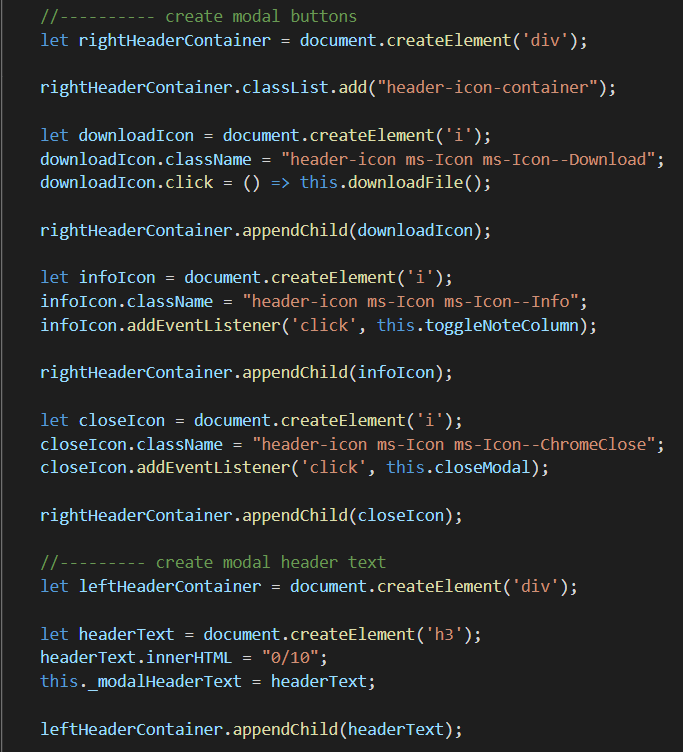 //---------- create modal buttons
let rightHeaderContainer = document.createElement('div');
rightHeaderContainer.classList.add("header-icon-container");
let downloadIcon = document.createElement('i');
downloadIcon.className = "header-icon ms-Icon ms-Icon--Download";
downloadIcon.click = () => this.downloadFile();
rightHeaderContainer.appendChild(downloadIcon);
let infoIcon = document.createElement('i');
infoIcon.className = "header-icon ms-Icon ms-Icon--Info";
infoIcon.addEventListener('click', this.toggleNoteColumn);
rightHeaderContainer.appendChild(infoIcon);
let closeIcon = document.createElement('i');
closeIcon.className = "header-icon ms-Icon ms-Icon--ChromeClose";
closeIcon.addEventListener('click', this.closeModal);
rightHeaderContainer.appendChild(closeIcon);
//--------- create modal header text
let leftHeaderContainer = document.createElement('div');
let headerText = document.createElement('h3');
headerText.innerHTML = "0/10";
this._modalHeaderText = headerText;
leftHeaderContainer.appendChild(headerText);